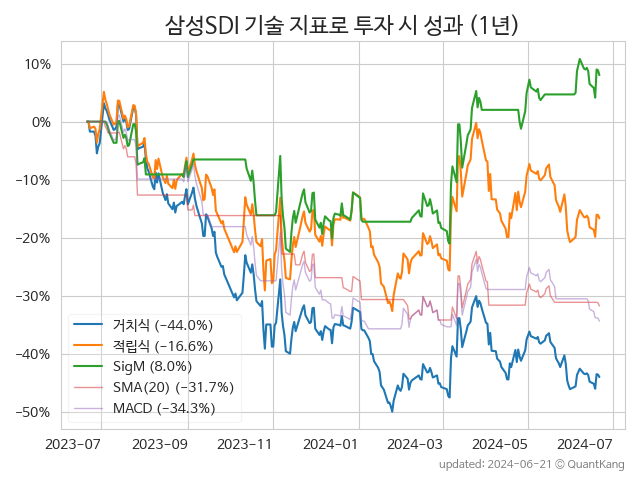 삼성SDI 기술 지표로 투자 시 성과 (1년)
10%
0%
−10%
−20%
−30%
−40%
−50%
거치식 (−44.0%)
적립식 (−16.6%)
SigM (8.0%)
SMA(20) (−31.7%)
MACD (−34.3%)
2023-07
2023-09
2023-11
2024-01
2024-03
2024-05
2024-07
updated: 2024-06-21 © QuantKang